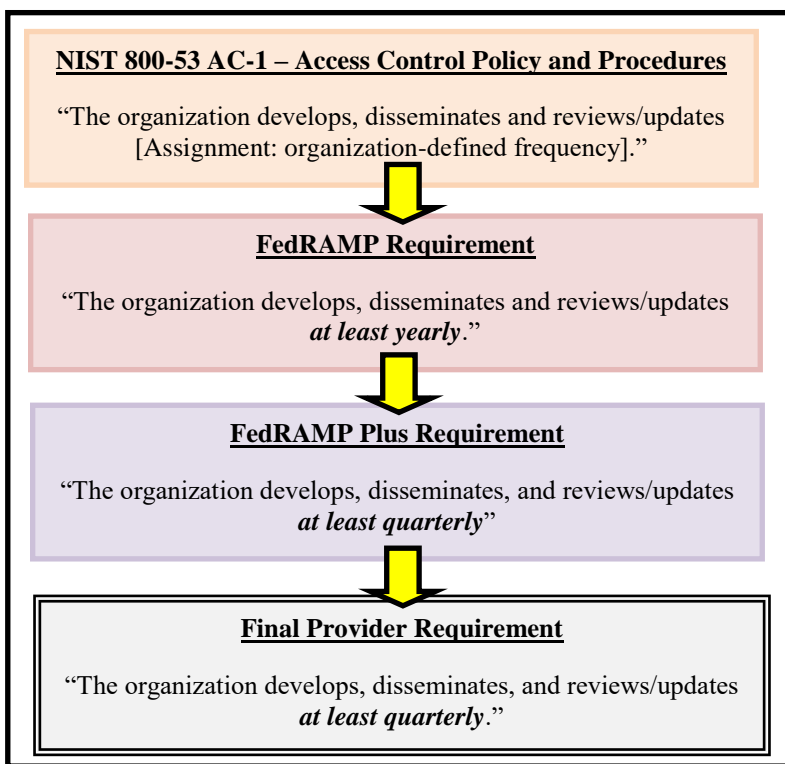 NIST 800-53 AC-1 – Access Control Policy and Procedures
“The organization develops, disseminates and reviews/updates
[Assignment: organization-defined frequency].”
FedRAMP Requirement
“The organization develops, disseminates and reviews/updates
at least yearly.”
FedRAMP Plus Requirement
“The organization develops, disseminates, and reviews/updates
at least quarterly”
Final Provider Requirement
“The organization develops, disseminates, and reviews/updates
at least quarterly.”